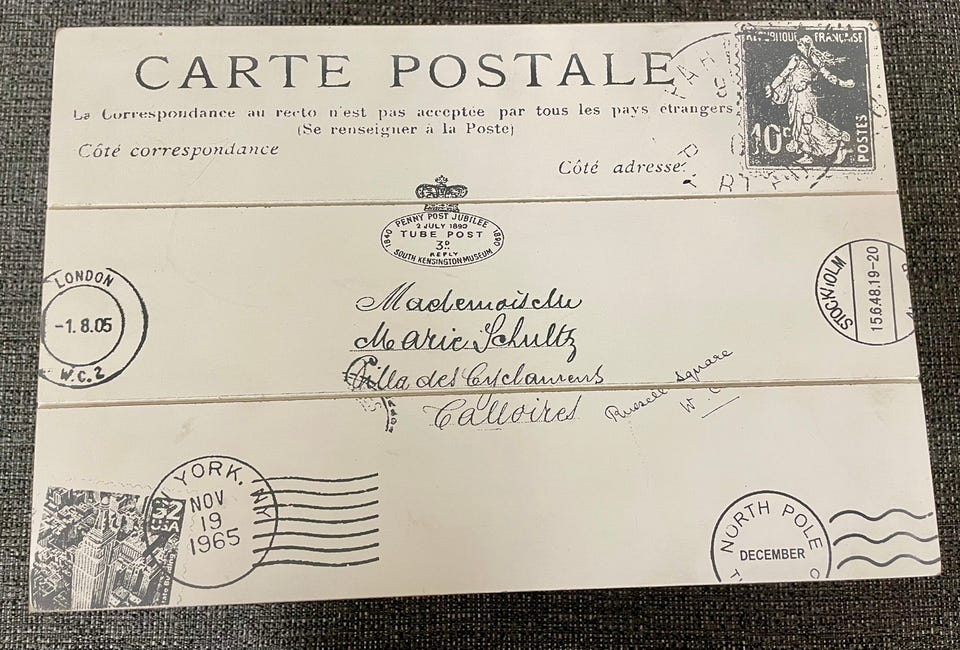 CARTE POSTALE
La Correspondance au recto n'est pas acceptée par tous les pays etrangers
(Se renseigner à la Poste)
Côté correspondance
Côté adresse.
REPUBLIQUE FRANÇAISE
10c
POSTES
PENNY POST JUBILEE
2 JULY 1890
1840
TUBE POST
1890
3D
REPLY
SOUTH KENSINGTON MUSEUM
LONDON
-1.8.05
W.C.2
STOCKHOLM
15.6.48.19-20
Mademoiselle
Marie Schultz
Villa des Cyclamens
Talloires
Russell Square
W.C.
YORK, NY
NOV
19
1965
32
USA
NORTH POLE
DECEMBER